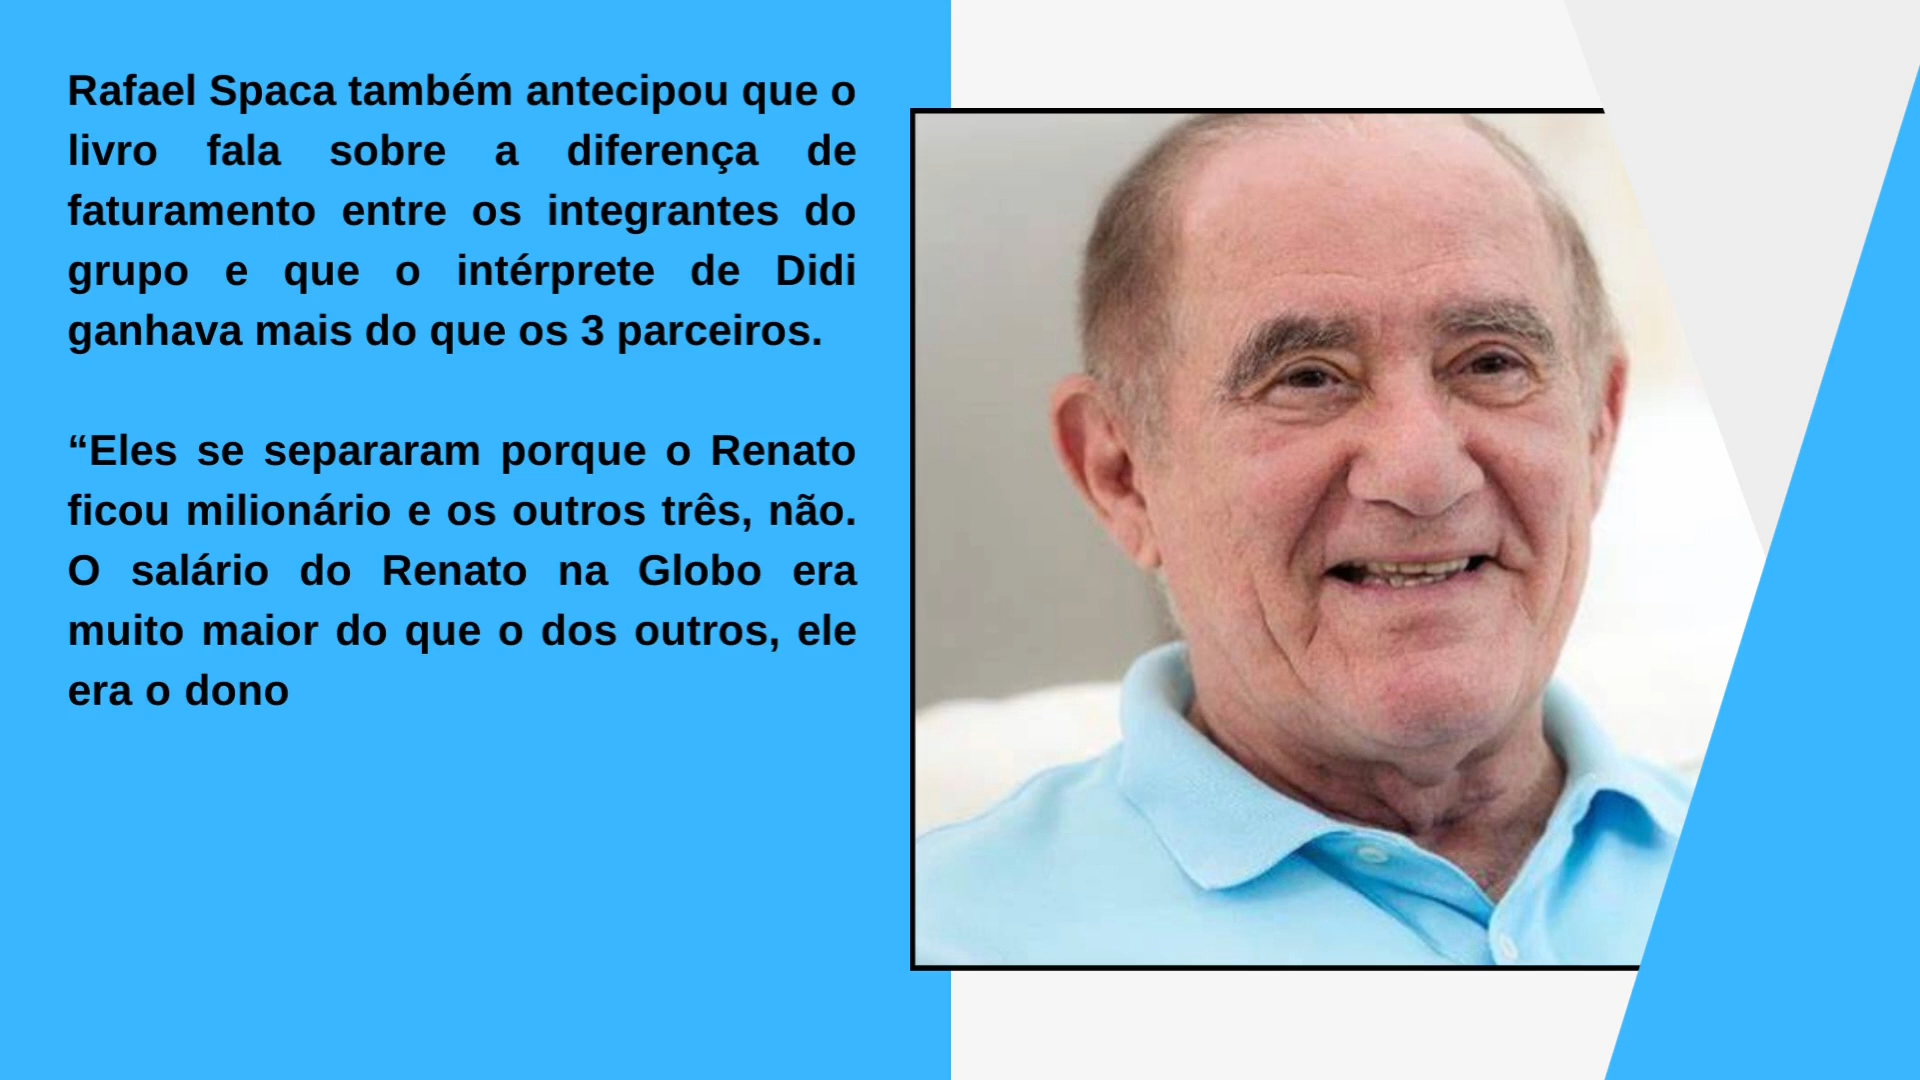 Rafael Spaca também antecipou que o
livro fala sobre a diferença de
faturamento entre os integrantes do
grupo e que o intérprete de Didi
ganhava mais do que os 3 parceiros.
“Eles se separaram porque o Renato
ficou milionário e os outros três, não.
O salário do Renato na Globo era
muito maior do que o dos outros, ele
era o dono